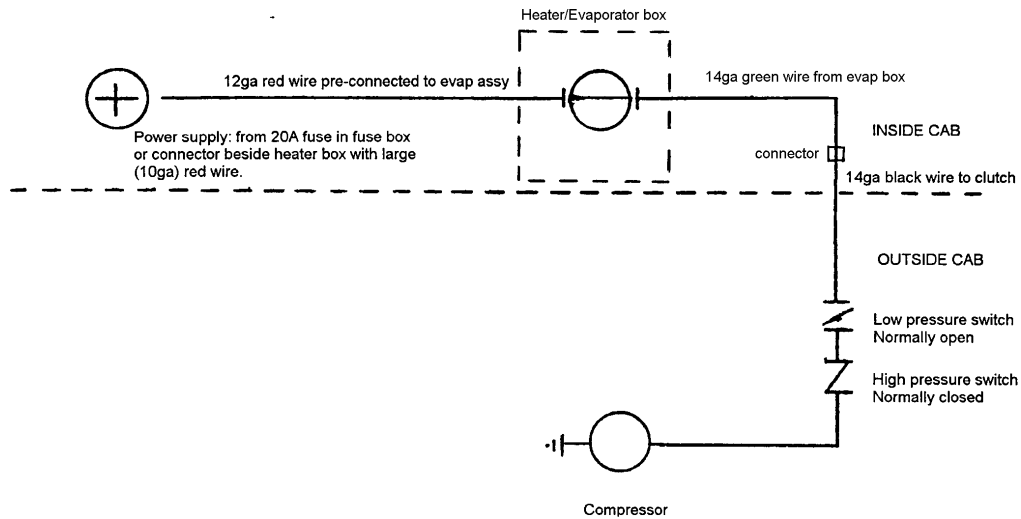 Heater/Evaporator box
12ga red wire pre-connected to evap assy
14ga green wire from evap box
Power supply: from 20A fuse in fuse box
or connector beside heater box with large
(10ga) red wire.
INSIDE CAB
connector
14ga black wire to clutch
OUTSIDE CAB
Low pressure switch
Normally open
High pressure switch
Normally closed
Compressor